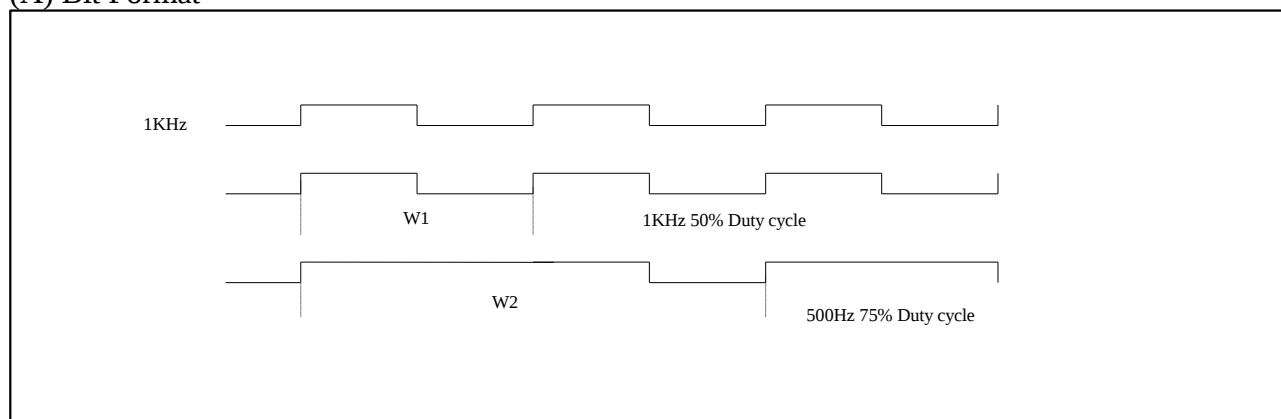 (A) Bit Format
1KHz
W1
1KHz 50% Duty cycle
W2
500Hz 75% Duty cycle